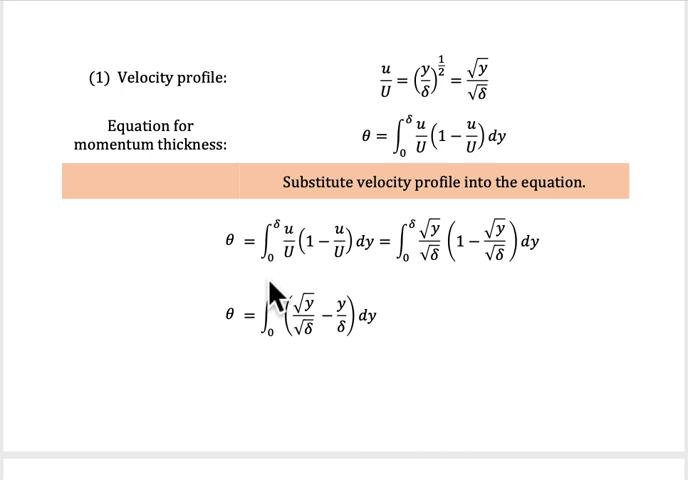 (1) Velocity profile: u/U = (y/δ)^(1/2) = √y/√δ
Equation for
momentum thickness: θ = ∫₀^δ u/U (1 − u/U) dy
Substitute velocity profile into the equation.
θ = ∫₀^δ u/U (1 − u/U) dy = ∫₀^δ √y/√δ (1 − √y/√δ) dy
θ = ∫₀ (√y/√δ − y/δ) dy